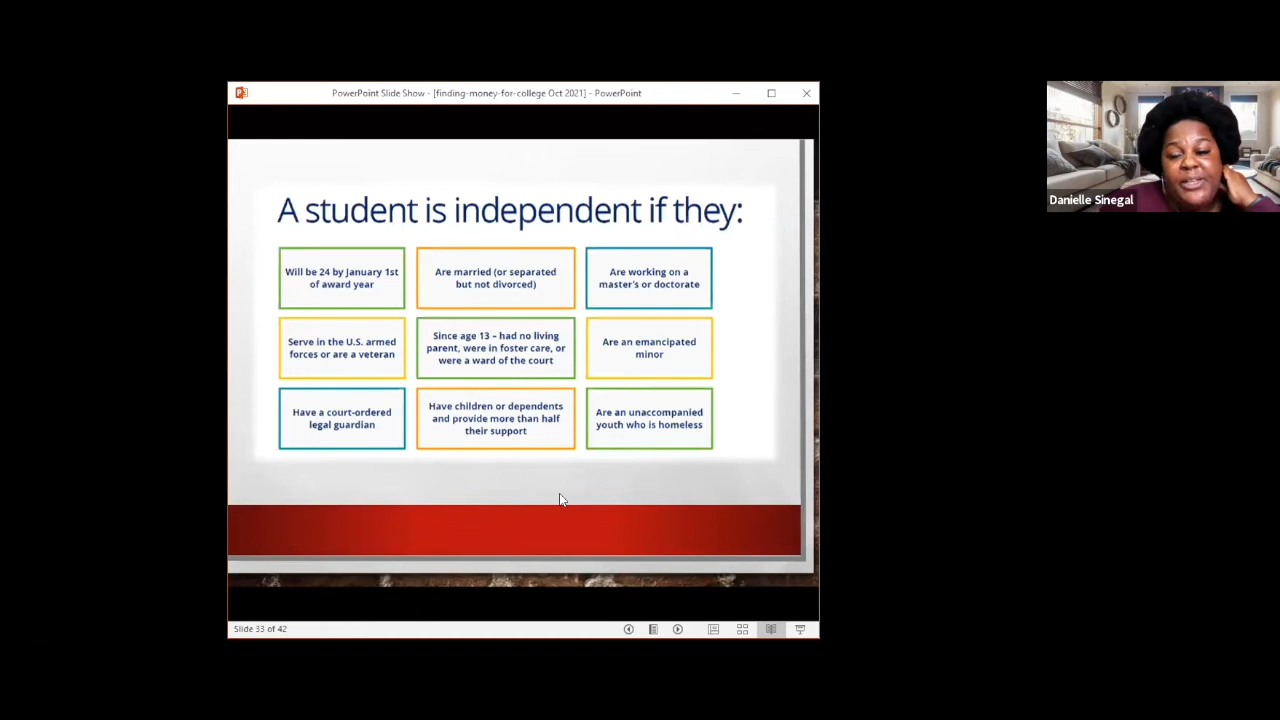 PowerPoint Slide Show - [finding-money-for-college Oct 2021] - PowerPoint
A student is independent if they:
Will be 24 by January 1st
of award year
Are married (or separated
but not divorced)
Are working on a
master's or doctorate
Serve in the U.S. armed
forces or are a veteran
Since age 13 – had no living
parent, were in foster care, or
were a ward of the court
Are an emancipated
minor
Have a court-ordered
legal guardian
Have children or dependents
and provide more than half
their support
Are an unaccompanied
youth who is homeless
Slide 33 of 42
Danielle Sinegal